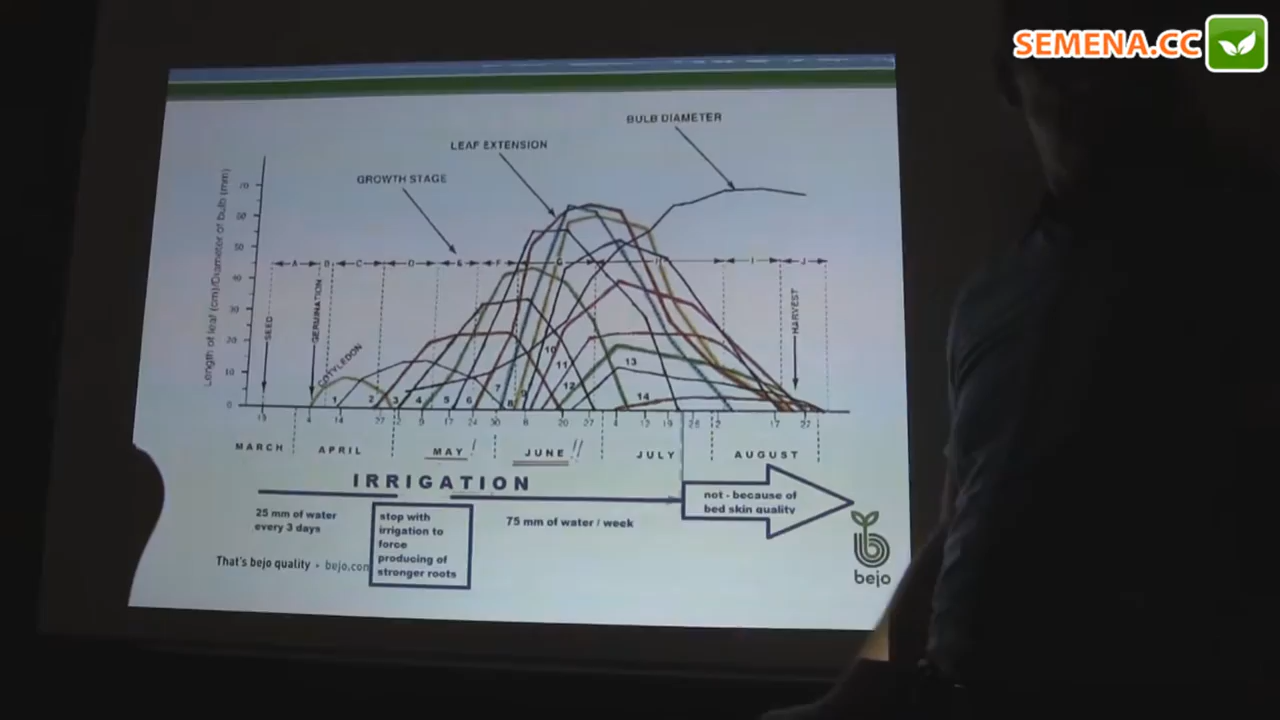 SEMENA.CC
BULB DIAMETER
LEAF EXTENSION
GROWTH STAGE
Length of leaf (cm)/Diameter of bulb (mm)
70
60
50
40
30
20
10
0
A B C D E F G H I J
SEED
GERMINATION
COTYLEDON
HARVEST
1 2 3 4 5 6 7 8 9 10 11 12 13 14
19 4 14 27 2 9 17 24 30 8 20 27 4 12 19 28 2 17 27
MARCH APRIL MAY ! JUNE !! JULY AUGUST
IRRIGATION
25 mm of water
every 3 days
stop with
irrigation to
force
producing of
stronger roots
75 mm of water / week
not - because of
bed skin quality
That's bejo quality • bejo.com
bejo